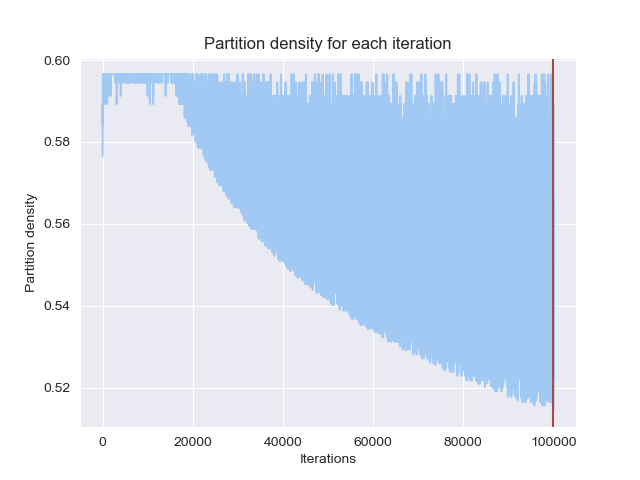 Partition density for each iteration
0.60
0.58
0.56
0.54
0.52
Partition density
0 20000 40000 60000 80000 100000
Iterations